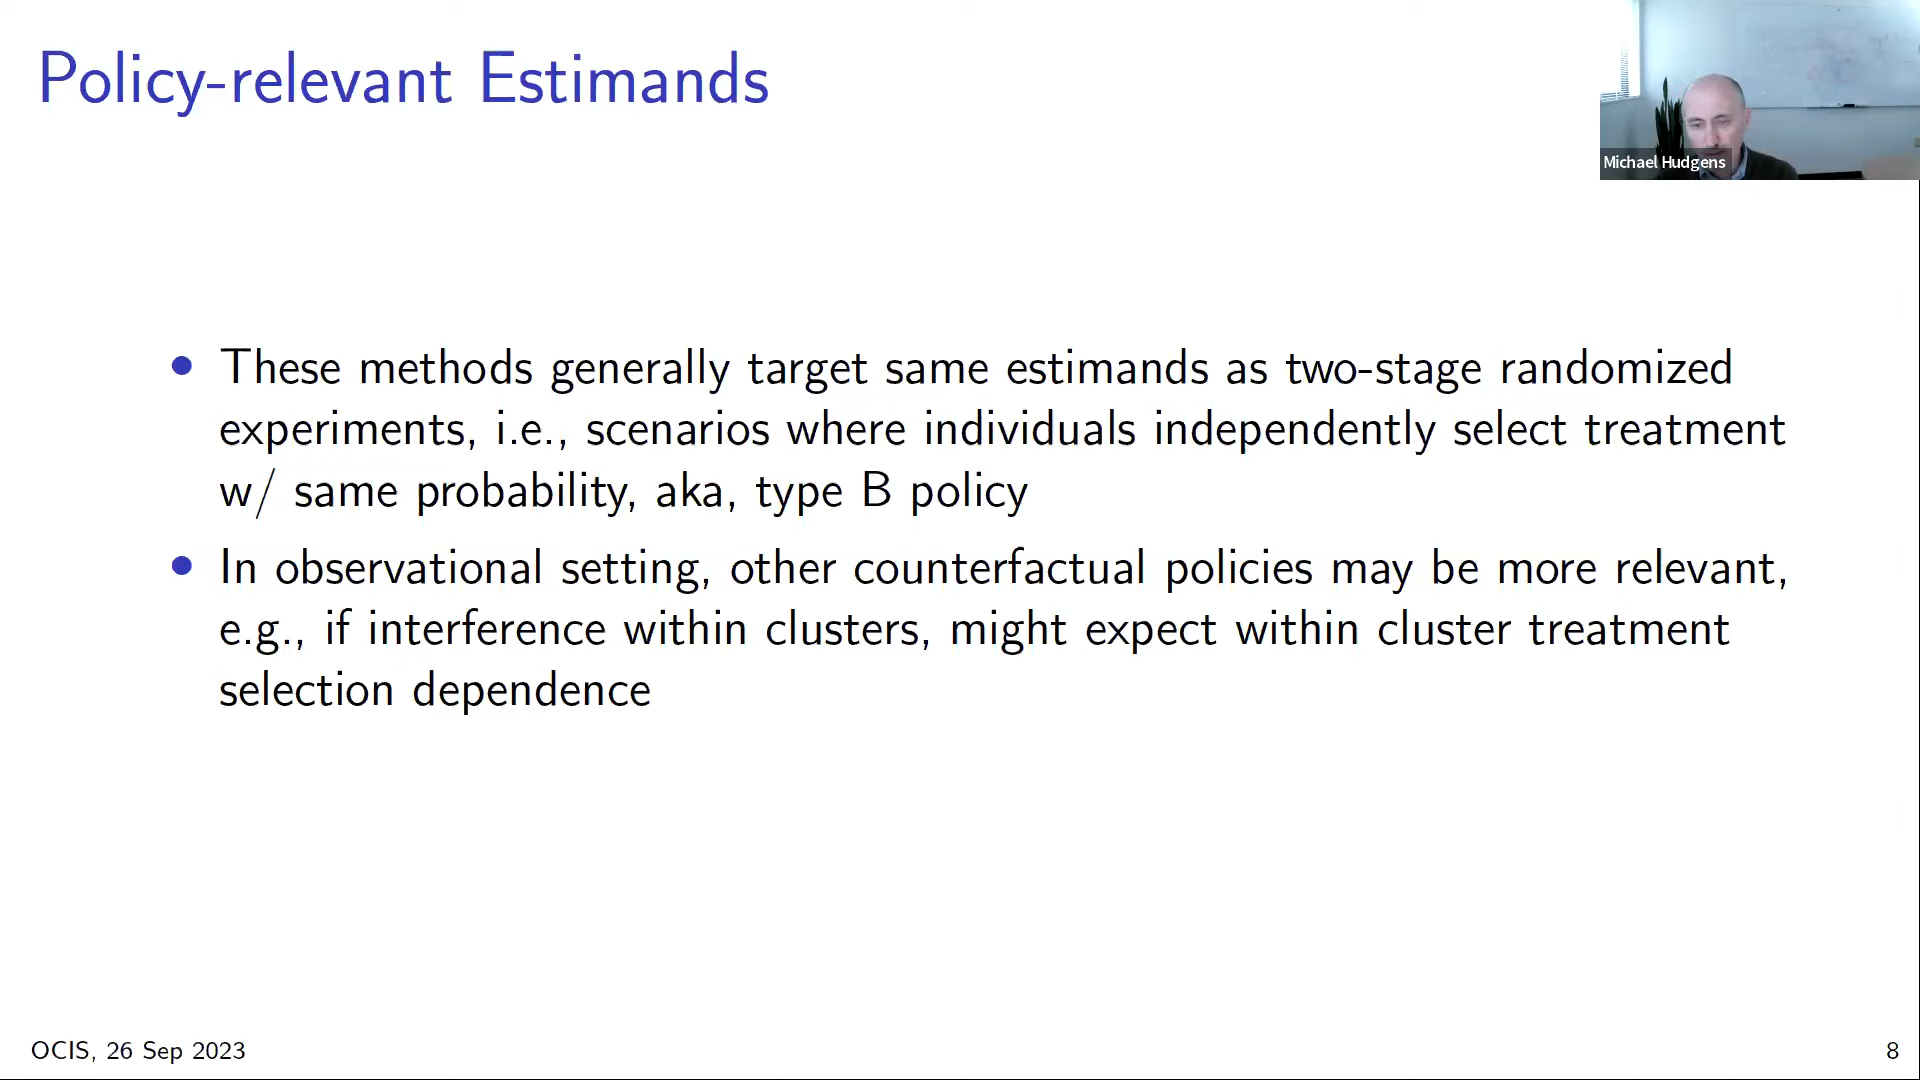 Policy-relevant Estimands
Michael Hudgens
• These methods generally target same estimands as two-stage randomized
experiments, i.e., scenarios where individuals independently select treatment
w/ same probability, aka, type B policy
• In observational setting, other counterfactual policies may be more relevant,
e.g., if interference within clusters, might expect within cluster treatment
selection dependence
OCIS, 26 Sep 2023
8